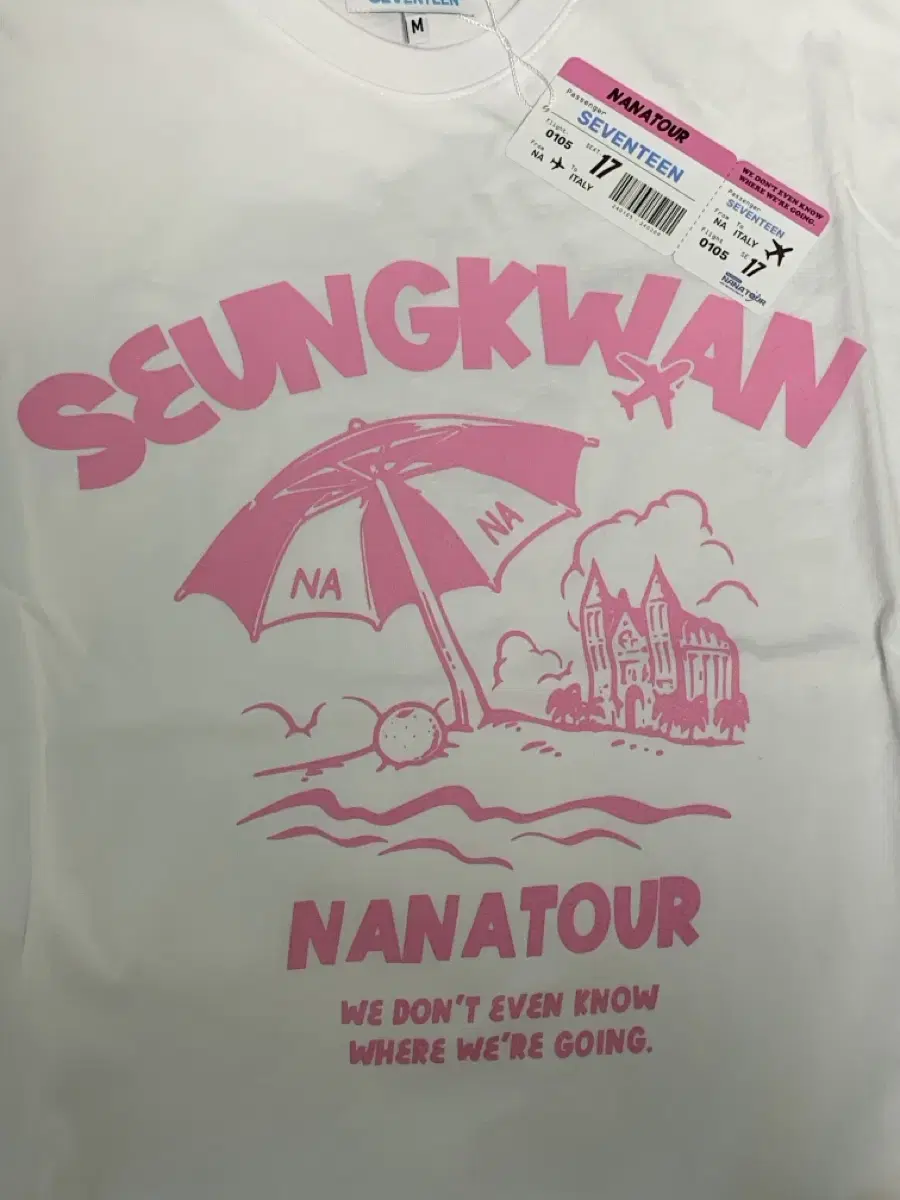 SEVENTEEN
M
NANATOUR
Passenger
SEVENTEEN
Flight.
0105
SEAT.
17
From
NA
To
ITALY
WE DON'T EVEN KNOW
WHERE WE'RE GOING.
Passenger
SEVENTEEN
From To
NA ITALY
Flight
0105
17
NANATOUR
SEUNGKWAN
NA
NA
NANATOUR
WE DON'T EVEN KNOW
WHERE WE'RE GOING.